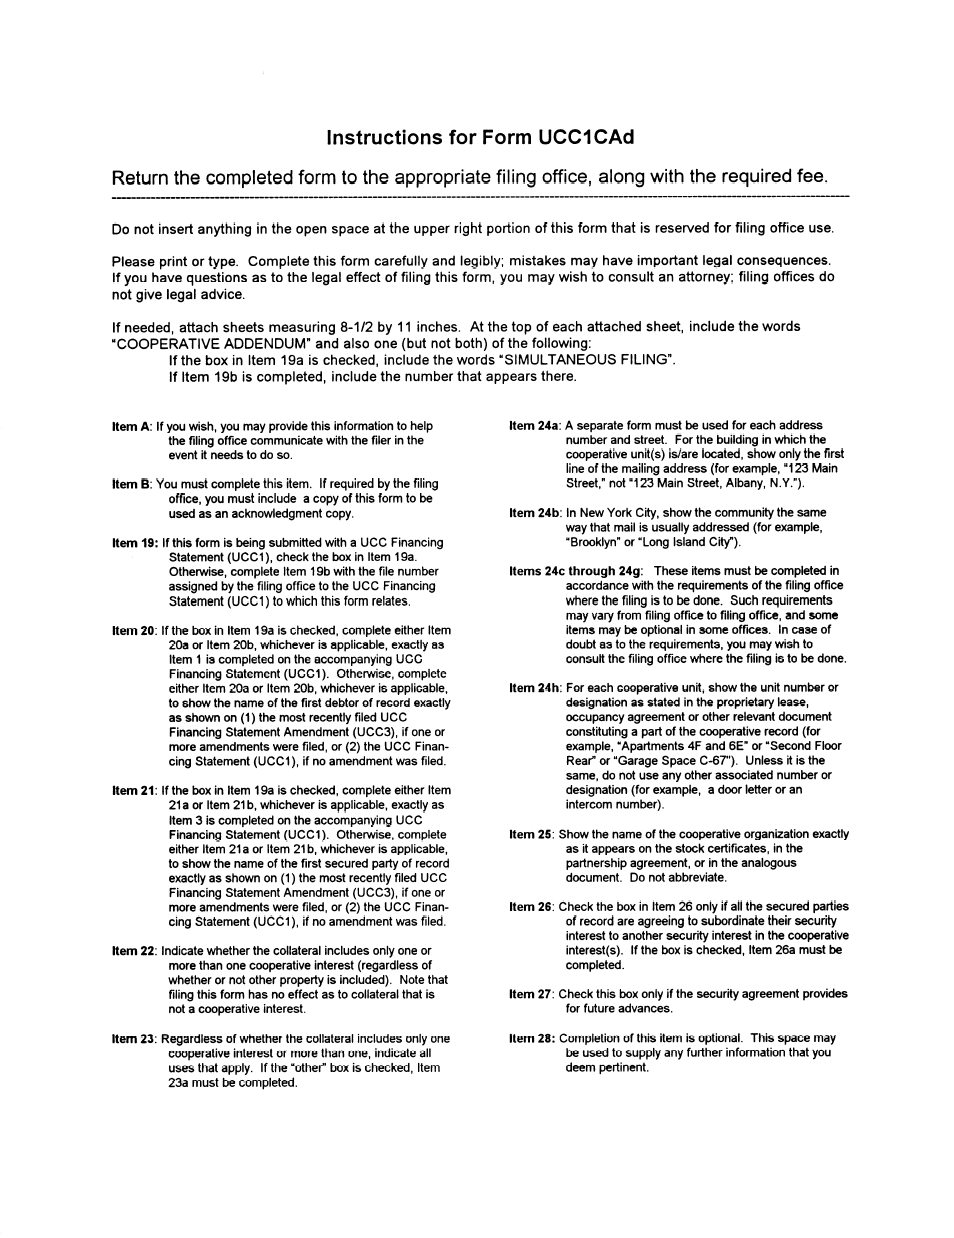 Instructions for Form UCC1CAd
Return the completed form to the appropriate filing office, along with the required fee.
Do not insert anything in the open space at the upper right portion of this form that is reserved for filing office use.
Please print or type. Complete this form carefully and legibly; mistakes may have important legal consequences.
If you have questions as to the legal effect of filing this form, you may wish to consult an attorney; filing offices do
not give legal advice.
If needed, attach sheets measuring 8-1/2 by 11 inches. At the top of each attached sheet, include the words
"COOPERATIVE ADDENDUM" and also one (but not both) of the following:
If the box in Item 19a is checked, include the words "SIMULTANEOUS FILING".
If Item 19b is completed, include the number that appears there.
Item A: If you wish, you may provide this information to help
the filing office communicate with the filer in the
event it needs to do so.
Item B: You must complete this item. If required by the filing
office, you must include a copy of this form to be
used as an acknowledgment copy.
Item 19: If this form is being submitted with a UCC Financing
Statement (UCC1), check the box in Item 19a.
Otherwise, complete Item 19b with the file number
assigned by the filing office to the UCC Financing
Statement (UCC1) to which this form relates.
Item 20: If the box in Item 19a is checked, complete either Item
20a or Item 20b, whichever is applicable, exactly as
Item 1 is completed on the accompanying UCC
Financing Statement (UCC1). Otherwise, complete
either Item 20a or Item 20b, whichever is applicable,
to show the name of the first debtor of record exactly
as shown on (1) the most recently filed UCC
Financing Statement Amendment (UCC3), if one or
more amendments were filed, or (2) the UCC Finan-
cing Statement (UCC1), if no amendment was filed.
Item 21: If the box in Item 19a is checked, complete either Item
21a or Item 21b, whichever is applicable, exactly as
Item 3 is completed on the accompanying UCC
Financing Statement (UCC1). Otherwise, complete
either Item 21a or Item 21b, whichever is applicable,
to show the name of the first secured party of record
exactly as shown on (1) the most recently filed UCC
Financing Statement Amendment (UCC3), if one or
more amendments were filed, or (2) the UCC Finan-
cing Statement (UCC1), if no amendment was filed.
Item 22: Indicate whether the collateral includes only one or
more than one cooperative interest (regardless of
whether or not other property is included). Note that
filing this form has no effect as to collateral that is
not a cooperative interest.
Item 23: Regardless of whether the collateral includes only one
cooperative interest or more than one, indicate all
uses that apply. If the "other" box is checked, Item
23a must be completed.
Item 24a: A separate form must be used for each address
number and street. For the building in which the
cooperative unit(s) is/are located, show only the first
line of the mailing address (for example, "123 Main
Street," not "123 Main Street, Albany, N.Y.").
Item 24b: In New York City, show the community the same
way that mail is usually addressed (for example,
"Brooklyn" or "Long Island City").
Items 24c through 24g: These items must be completed in
accordance with the requirements of the filing office
where the filing is to be done. Such requirements
may vary from filing office to filing office, and some
items may be optional in some offices. In case of
doubt as to the requirements, you may wish to
consult the filing office where the filing is to be done.
Item 24h: For each cooperative unit, show the unit number or
designation as stated in the proprietary lease,
occupancy agreement or other relevant document
constituting a part of the cooperative record (for
example, "Apartments 4F and 6E" or "Second Floor
Rear" or "Garage Space C-67"). Unless it is the
same, do not use any other associated number or
designation (for example, a door letter or an
intercom number).
Item 25: Show the name of the cooperative organization exactly
as it appears on the stock certificates, in the
partnership agreement, or in the analogous
document. Do not abbreviate.
Item 26: Check the box in Item 26 only if all the secured parties
of record are agreeing to subordinate their security
interest to another security interest in the cooperative
interest(s). If the box is checked, Item 26a must be
completed.
Item 27: Check this box only if the security agreement provides
for future advances.
Item 28: Completion of this item is optional. This space may
be used to supply any further information that you
deem pertinent.